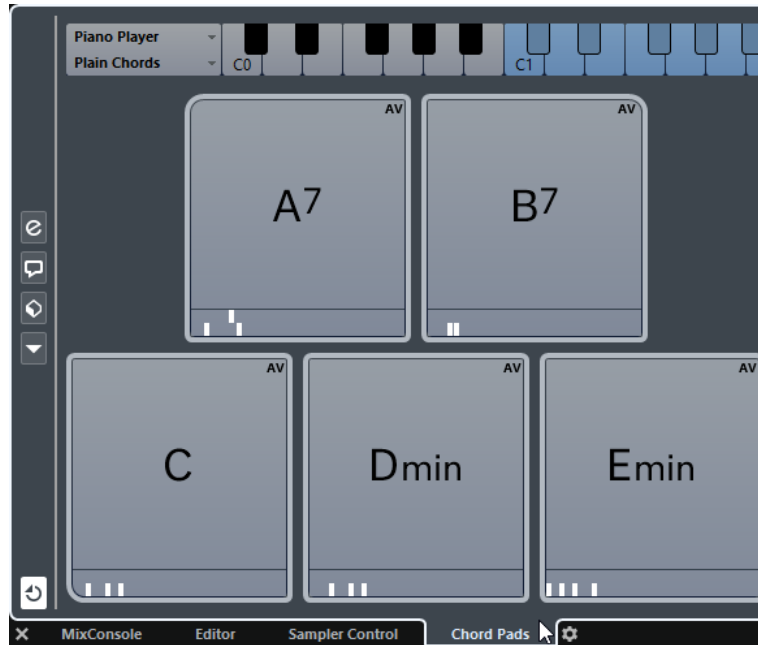 Piano Player
Plain Chords
C0
C1
AV
A7
AV
B7
AV
C
AV
Dmin
AV
Emin
MixConsole
Editor
Sampler Control
Chord Pads